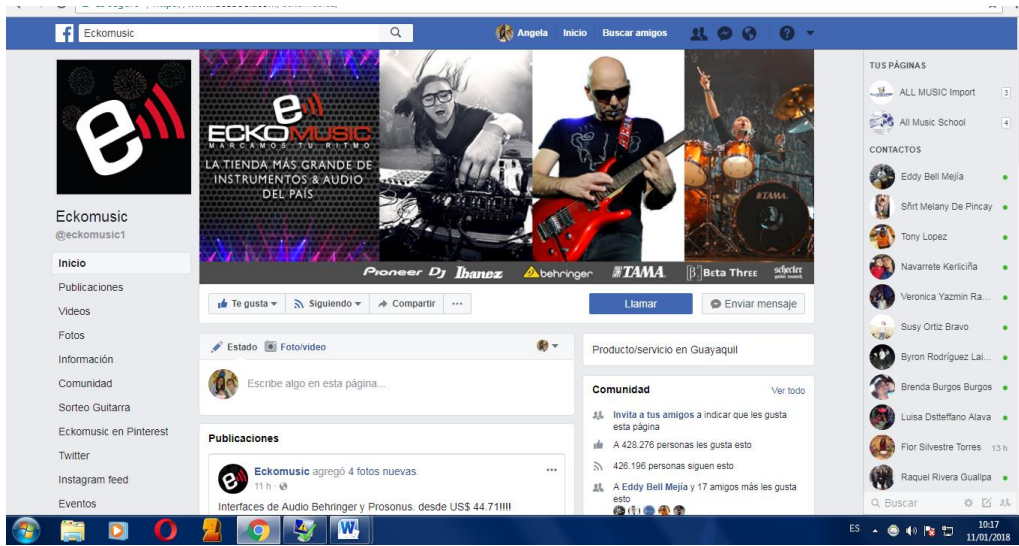 Eckomusic
Angela
Inicio
Buscar amigos
ECKOMUSIC
MARCAMOS TU RITMO
LA TIENDA MÁS GRANDE DE
INSTRUMENTOS & AUDIO
DEL PAÍS
TAMA
Pioneer Dj Ibanez behringer TAMA Beta Three schecter
Eckomusic
@eckomusic1
Inicio
Publicaciones
Videos
Fotos
Información
Comunidad
Sorteo Guitarra
Eckomusic en Pinterest
Twitter
Instagram feed
Eventos
Te gusta Siguiendo Compartir ...
Llamar Enviar mensaje
Estado Foto/video
Escribe algo en esta página...
Publicaciones
Eckomusic agregó 4 fotos nuevas.
11 h ·
Interfaces de Audio Behringer y Prosonus. desde US$ 44.71!!!!
Producto/servicio en Guayaquil
Comunidad Ver todo
Invita a tus amigos a indicar que les gusta
esta página
A 428.276 personas les gusta esto
426.196 personas siguen esto
A Eddy Bell Mejía y 17 amigos más les gusta
esto
TUS PÁGINAS
ALL MUSIC Import 3
All Music School 4
CONTACTOS
Eddy Bell Mejía
Sñrt Melany De Pincay
Tony Lopez
Navarrete Kerliciña
Veronica Yazmin Ra...
Susy Ortiz Bravo
Byron Rodríguez Lai...
Brenda Burgos Burgos
Luisa Dstteffano Alava
Flor Silvestre Torres 13 h
Raquel Rivera Guallpa
Buscar
ES
10:17
11/01/2018